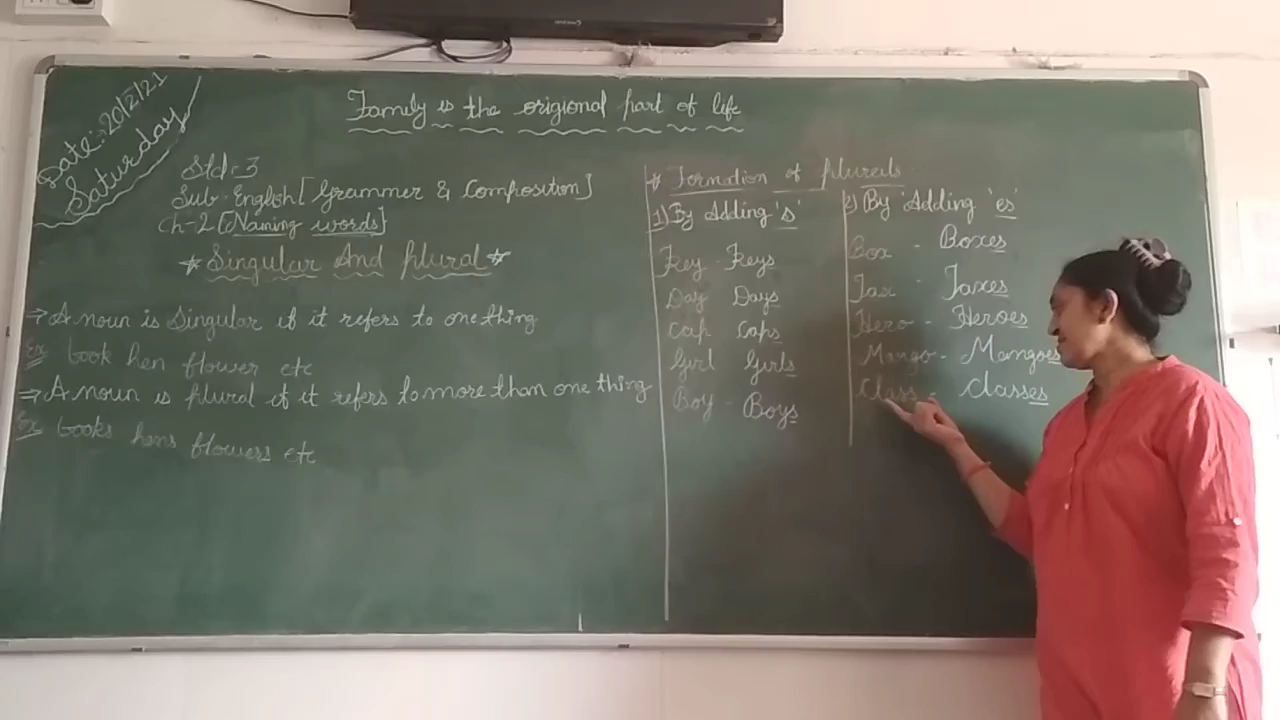 Date:- 20/2/21
Saturday
Family is the origional part of life
Std-3
Sub-English [Grammer & Composition]
Ch-2 [Naming words]
* Singular And plural *
→ A noun is Singular if it refers to one thing
Ex book hen flower etc
⇒ A noun is plural if it refers to more than one thing
Ex books hens flowers etc
* Formation of plurals
1) By Adding 's'
Key - Keys
Day Days
Cap Caps
Girl Girls
Boy - Boys
2) By Adding 'es'
Box - Boxes
Tax - Taxes
Hero - Heroes
Mango - Mangoes
Class - Classes